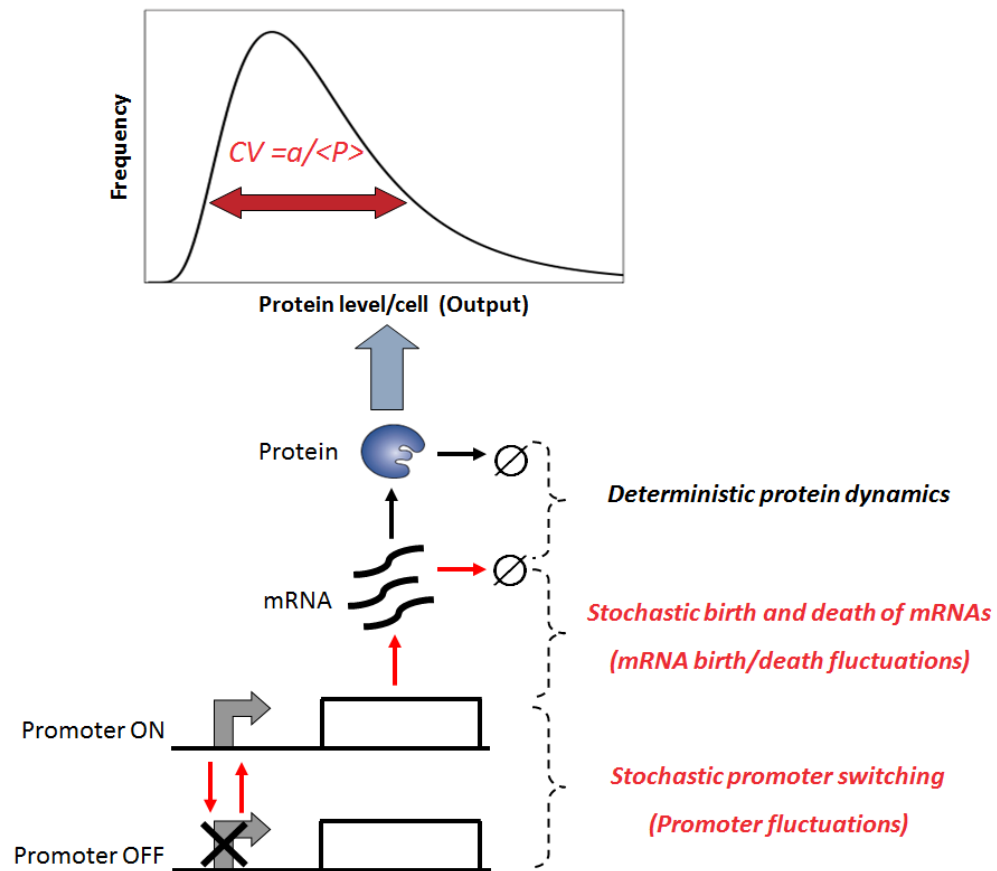 Frequency
CV =a/<P>
Protein level/cell (Output)
Protein
Deterministic protein dynamics
mRNA
Stochastic birth and death of mRNAs
(mRNA birth/death fluctuations)
Promoter ON
Stochastic promoter switching
(Promoter fluctuations)
Promoter OFF